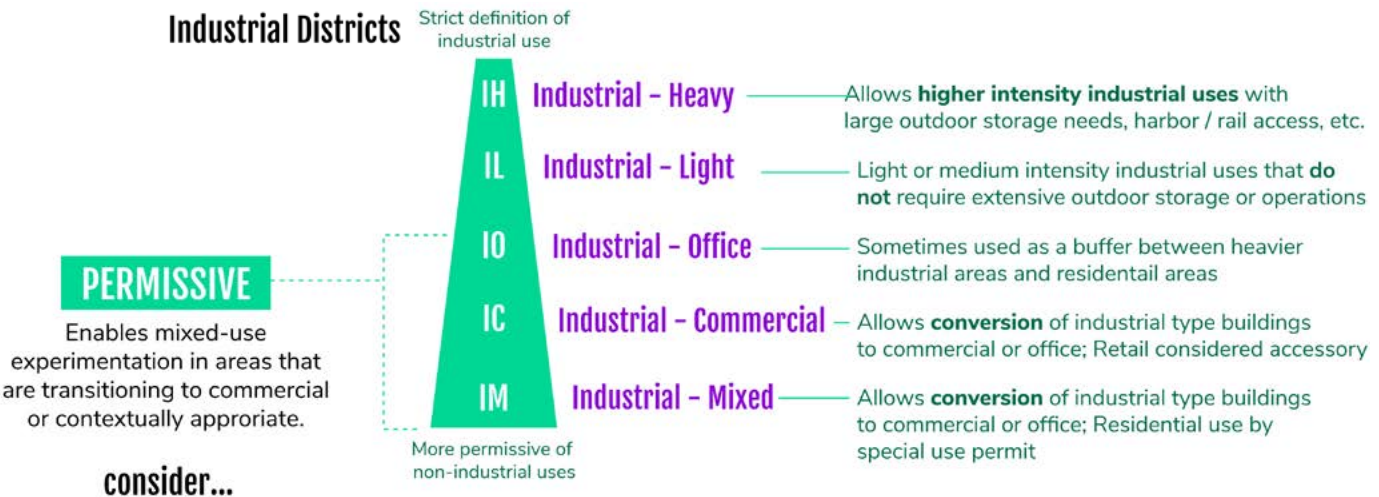 Industrial Districts
Strict definition of
industrial use
IH
Industrial - Heavy
Allows higher intensity industrial uses with
large outdoor storage needs, harbor / rail access, etc.
IL
Industrial - Light
Light or medium intensity industrial uses that do
not require extensive outdoor storage or operations
IO
Industrial - Office
Sometimes used as a buffer between heavier
industrial areas and residentail areas
IC
Industrial - Commercial
Allows conversion of industrial type buildings
to commercial or office; Retail considered accessory
IM
Industrial - Mixed
Allows conversion of industrial type buildings
to commercial or office; Residential use by
special use permit
More permissive of
non-industrial uses
PERMISSIVE
Enables mixed-use
experimentation in areas that
are transitioning to commercial
or contextually approriate.
consider...